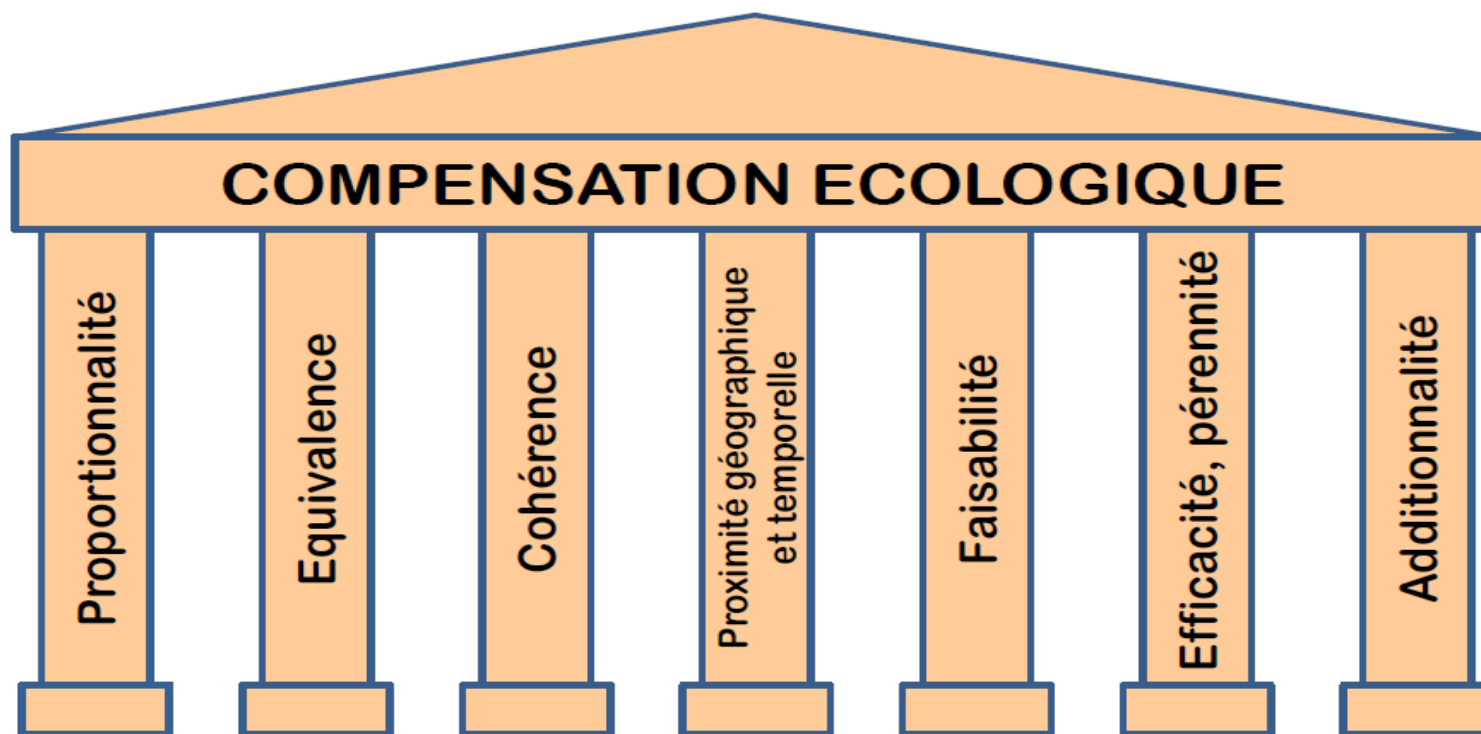 COMPENSATION ECOLOGIQUE
Proportionnalité
Equivalence
Cohérence
Proximité géographique
et temporelle
Faisabilité
Efficacité, pérennité
Additionnalité